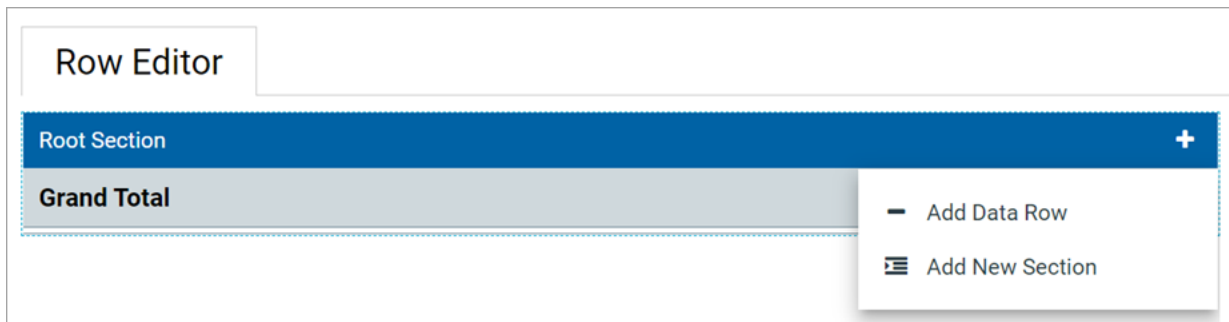 Row Editor
Root Section
Grand Total
Add Data Row
Add New Section